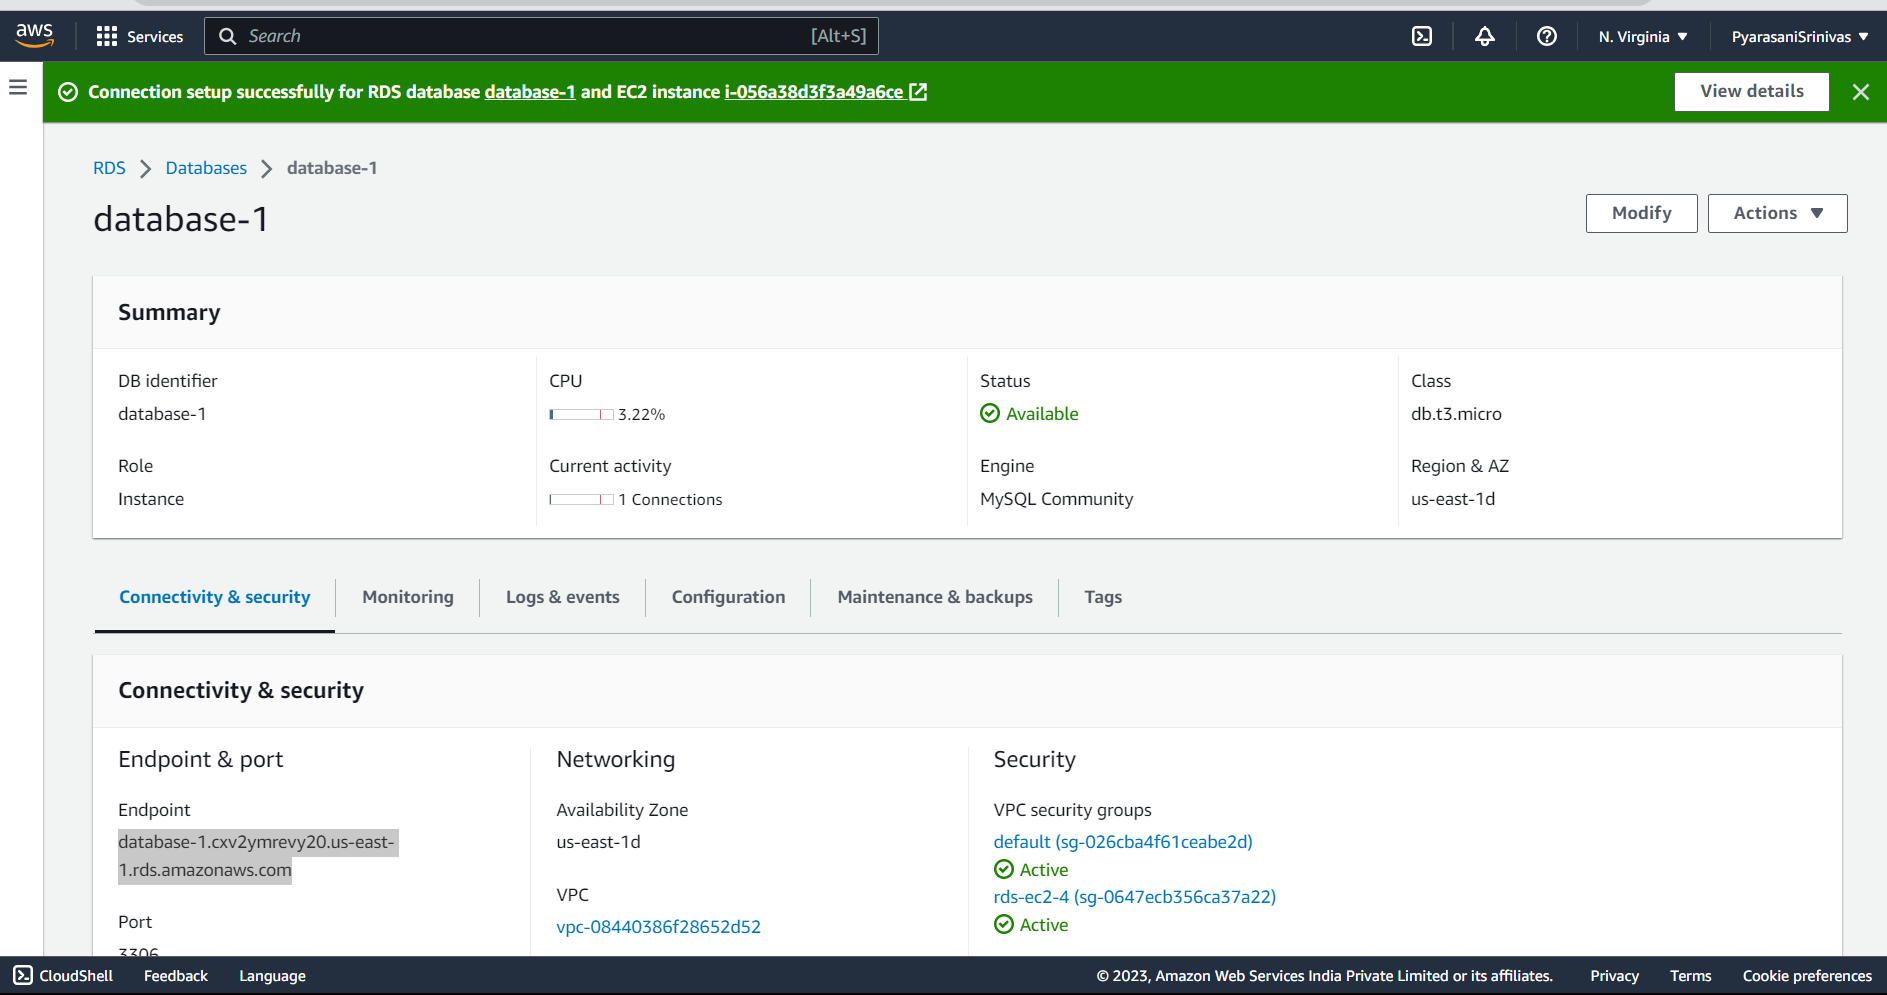 aws
Services
Search [Alt+S]
N. Virginia
PyarasaniSrinivas
Connection setup successfully for RDS database database-1 and EC2 instance i-056a38d3f3a49a6ce
View details
RDS > Databases > database-1
database-1
Modify
Actions
Summary
DB identifier
database-1
CPU
3.22%
Status
Available
Class
db.t3.micro
Role
Instance
Current activity
1 Connections
Engine
MySQL Community
Region & AZ
us-east-1d
Connectivity & security
Monitoring
Logs & events
Configuration
Maintenance & backups
Tags
Connectivity & security
Endpoint & port
Endpoint
database-1.cxv2ymrevy20.us-east-
1.rds.amazonaws.com
Port
3306
Networking
Availability Zone
us-east-1d
VPC
vpc-08440386f28652d52
Security
VPC security groups
default (sg-026cba4f61ceabe2d)
Active
rds-ec2-4 (sg-0647ecb356ca37a22)
Active
CloudShell
Feedback
Language
© 2023, Amazon Web Services India Private Limited or its affiliates.
Privacy
Terms
Cookie preferences